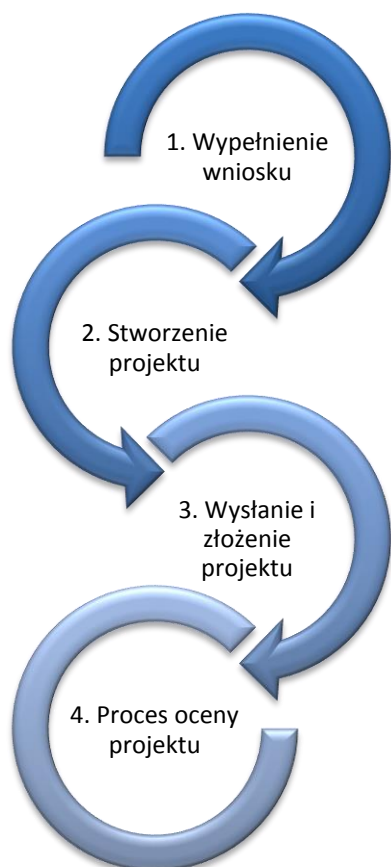 1. Wypełnienie
wniosku
2. Stworzenie
projektu
3. Wysłanie i
złożenie
projektu
4. Proces oceny
projektu